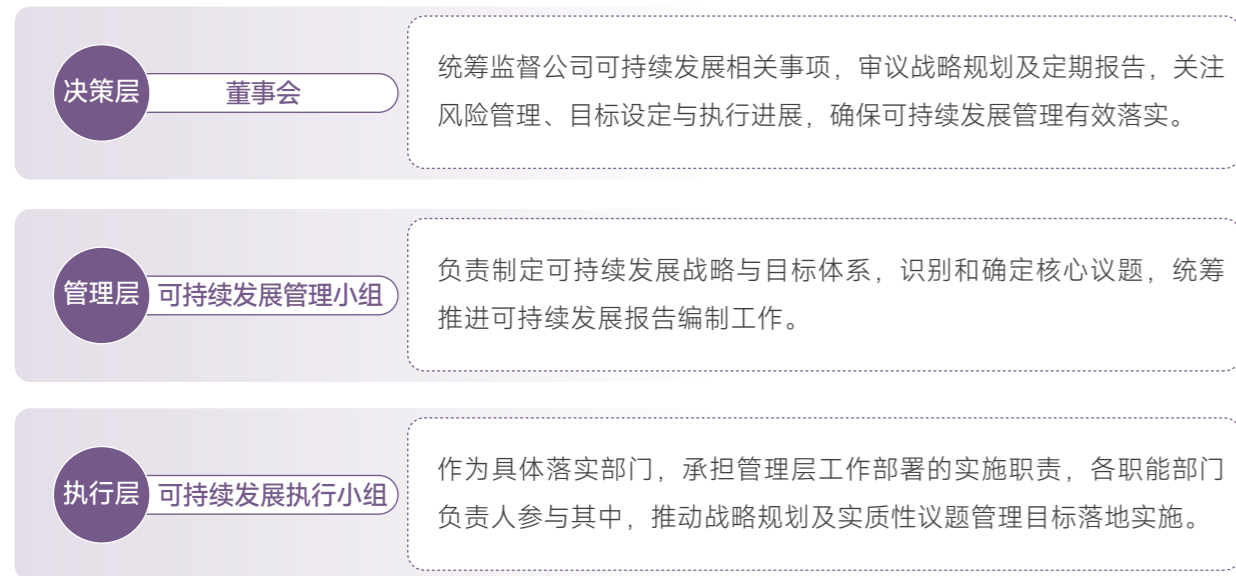 决策层
董事会
统筹监督公司可持续发展相关事项，审议战略规划及定期报告，关注
风险管理、目标设定与执行进展，确保可持续发展管理有效落实。
管理层
可持续发展管理小组
负责制定可持续发展战略与目标体系，识别和确定核心议题，统筹
推进可持续发展报告编制工作。
执行层
可持续发展执行小组
作为具体落实部门，承担管理层工作部署的实施职责，各职能部门
负责人参与其中，推动战略规划及实质性议题管理目标落地实施。